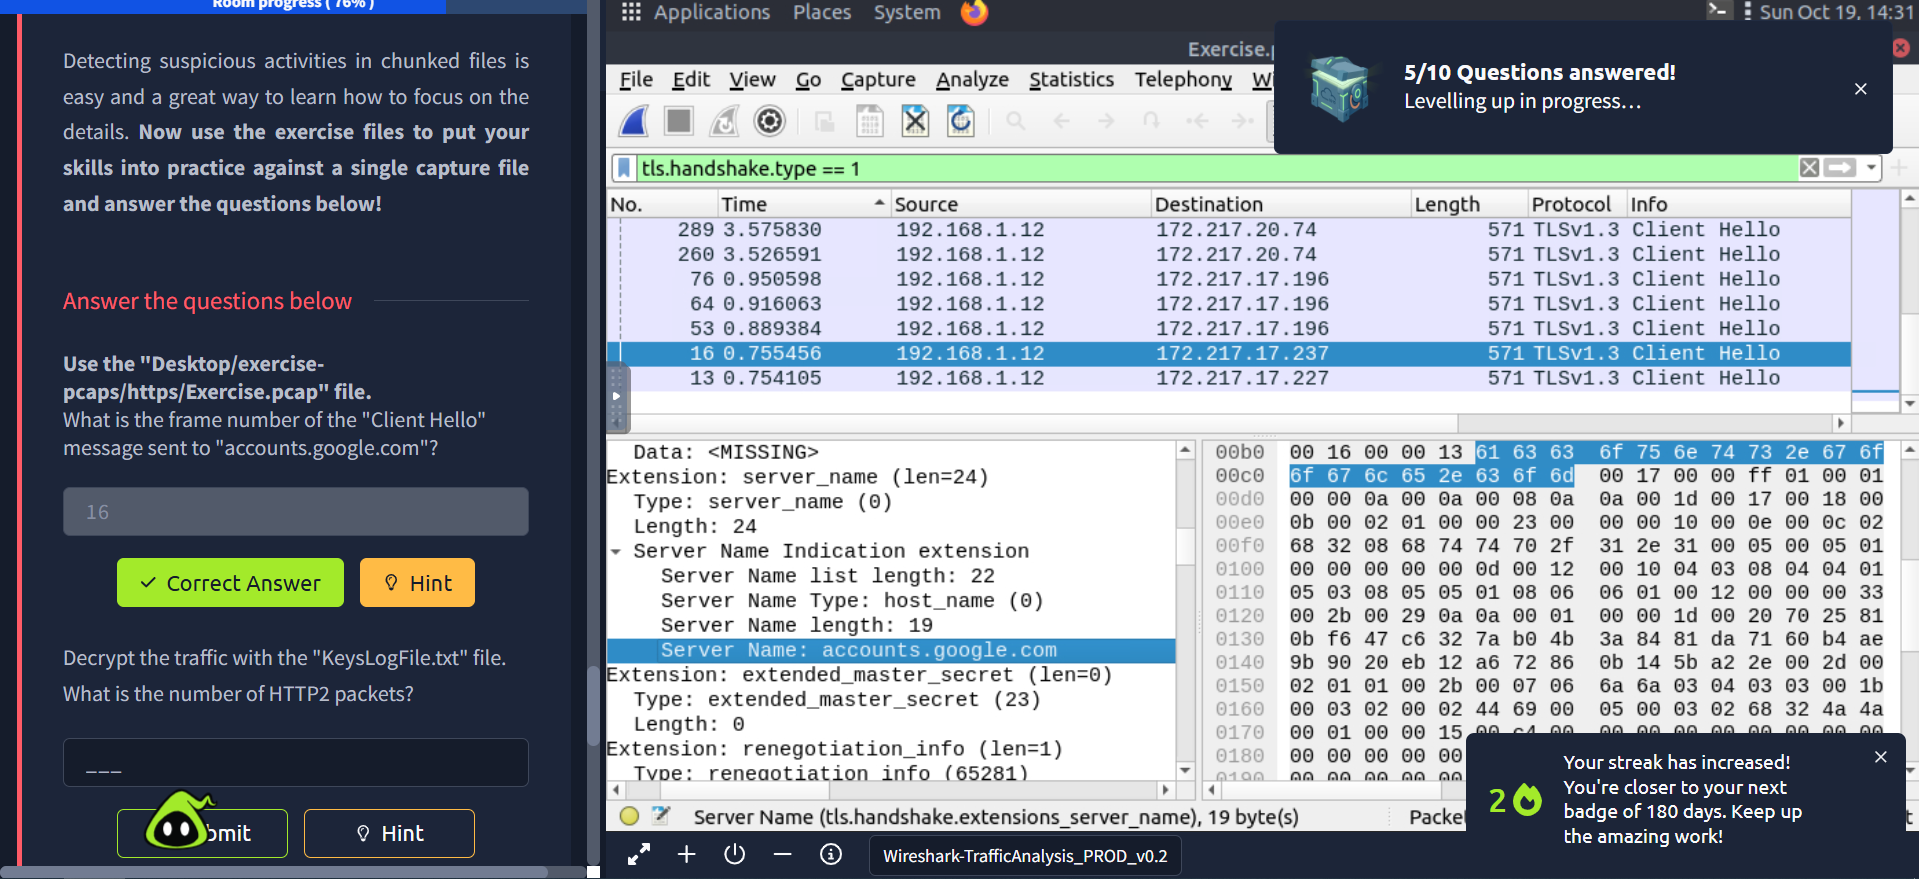 Room progress ( 76% )
Detecting suspicious activities in chunked files is
easy and a great way to learn how to focus on the
details. Now use the exercise files to put your
skills into practice against a single capture file
and answer the questions below!
Answer the questions below
Use the "Desktop/exercise-
pcaps/https/Exercise.pcap" file.
What is the frame number of the "Client Hello"
message sent to "accounts.google.com"?
16
Correct Answer
Hint
Decrypt the traffic with the "KeysLogFile.txt" file.
What is the number of HTTP2 packets?
___
bmit
Hint
Applications Places System
Sun Oct 19, 14:31
Exercise.p
File Edit View Go Capture Analyze Statistics Telephony Wi
5/10 Questions answered!
Levelling up in progress...
tls.handshake.type == 1
No. Time Source Destination Length Protocol Info
289 3.575830 192.168.1.12 172.217.20.74 571 TLSv1.3 Client Hello
260 3.526591 192.168.1.12 172.217.20.74 571 TLSv1.3 Client Hello
76 0.950598 192.168.1.12 172.217.17.196 571 TLSv1.3 Client Hello
64 0.916063 192.168.1.12 172.217.17.196 571 TLSv1.3 Client Hello
53 0.889384 192.168.1.12 172.217.17.196 571 TLSv1.3 Client Hello
16 0.755456 192.168.1.12 172.217.17.237 571 TLSv1.3 Client Hello
13 0.754105 192.168.1.12 172.217.17.227 571 TLSv1.3 Client Hello
Data: <MISSING>
Extension: server_name (len=24)
Type: server_name (0)
Length: 24
Server Name Indication extension
Server Name list length: 22
Server Name Type: host_name (0)
Server Name length: 19
Server Name: accounts.google.com
Extension: extended_master_secret (len=0)
Type: extended_master_secret (23)
Length: 0
Extension: renegotiation_info (len=1)
Type: renegotiation_info (65281)
00b0 00 16 00 00 13 61 63 63 6f 75 6e 74 73 2e 67 6f
00c0 6f 67 6c 65 2e 63 6f 6d 00 17 00 00 ff 01 00 01
00d0 00 00 0a 00 0a 00 08 0a 0a 00 1d 00 17 00 18 00
00e0 0b 00 02 01 00 00 23 00 00 00 10 00 0e 00 0c 02
00f0 68 32 08 68 74 74 70 2f 31 2e 31 00 05 00 05 01
0100 00 00 00 00 00 0d 00 12 00 10 04 03 08 04 04 01
0110 05 03 08 05 05 01 08 06 06 01 00 12 00 00 00 33
0120 00 2b 00 29 0a 0a 00 01 00 00 1d 00 20 70 25 81
0130 0b f6 47 c6 32 7a b0 4b 3a 84 81 da 71 60 b4 ae
0140 9b 90 20 eb 12 a6 72 86 0b 14 5b a2 2e 00 2d 00
0150 02 01 01 00 2b 00 07 06 6a 6a 03 04 03 03 00 1b
0160 00 03 02 00 02 44 69 00 05 00 03 02 68 32 4a 4a
0170 00 01 00 00 15 00 c4 00 00 00 00 00 00 00 00 00
0180 00 00 00 00 00
0190 00 00 00 00 00
Server Name (tls.handshake.extensions_server_name), 19 byte(s)
Packet
Your streak has increased!
You're closer to your next
badge of 180 days. Keep up
the amazing work!
2
Wireshark-TrafficAnalysis_PROD_v0.2